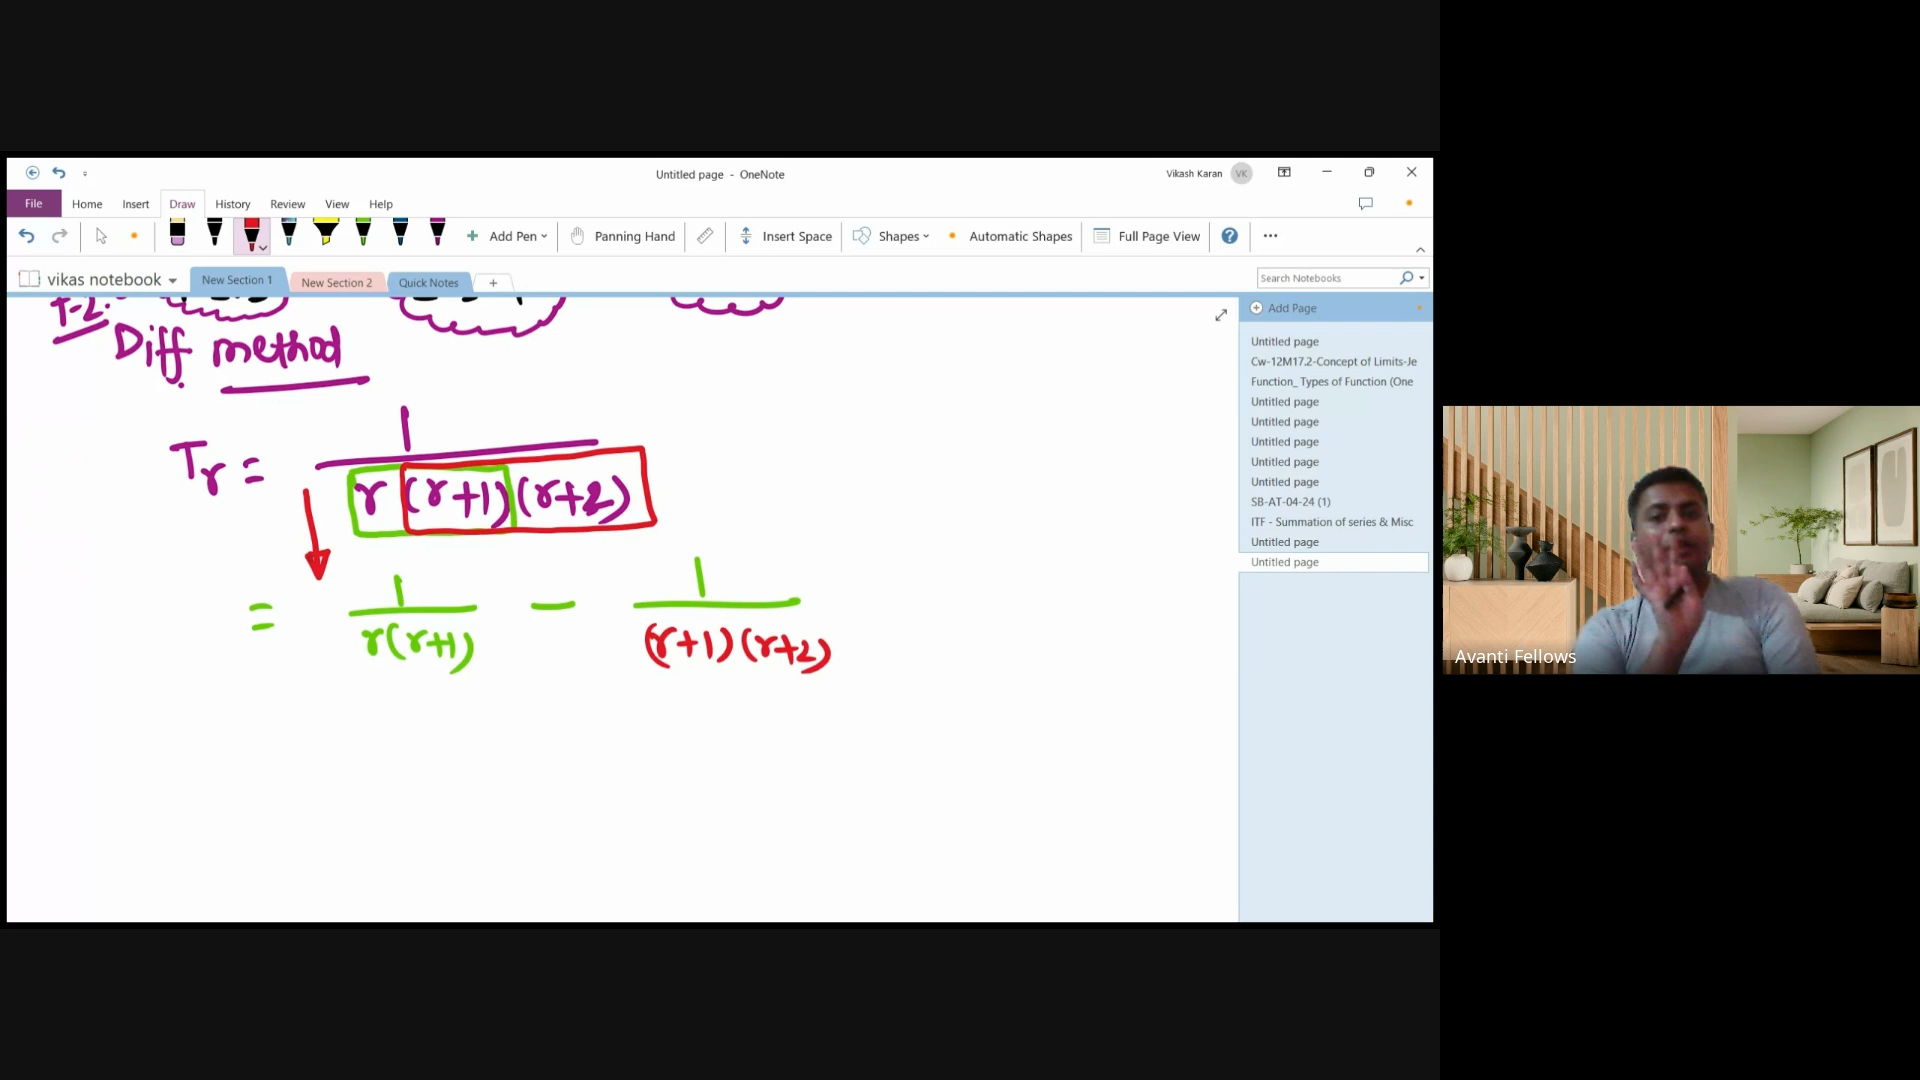 Untitled page - OneNote
Vikash Karan VK
File Home Insert Draw History Review View Help
Add Pen Panning Hand Insert Space Shapes Automatic Shapes Full Page View ? ...
vikas notebook New Section 1 New Section 2 Quick Notes + Search Notebooks
Add Page
Untitled page
Cw-12M17.2-Concept of Limits-Je
Function_ Types of Function (One
Untitled page
Untitled page
Untitled page
Untitled page
Untitled page
SB-AT-04-24 (1)
ITF - Summation of series & Misc
Untitled page
Untitled page
Diff. method
Tr = 1 / r(r+1)(r+2)
= 1 / r(r+1) - 1 / (r+1)(r+2)
Avanti Fellows